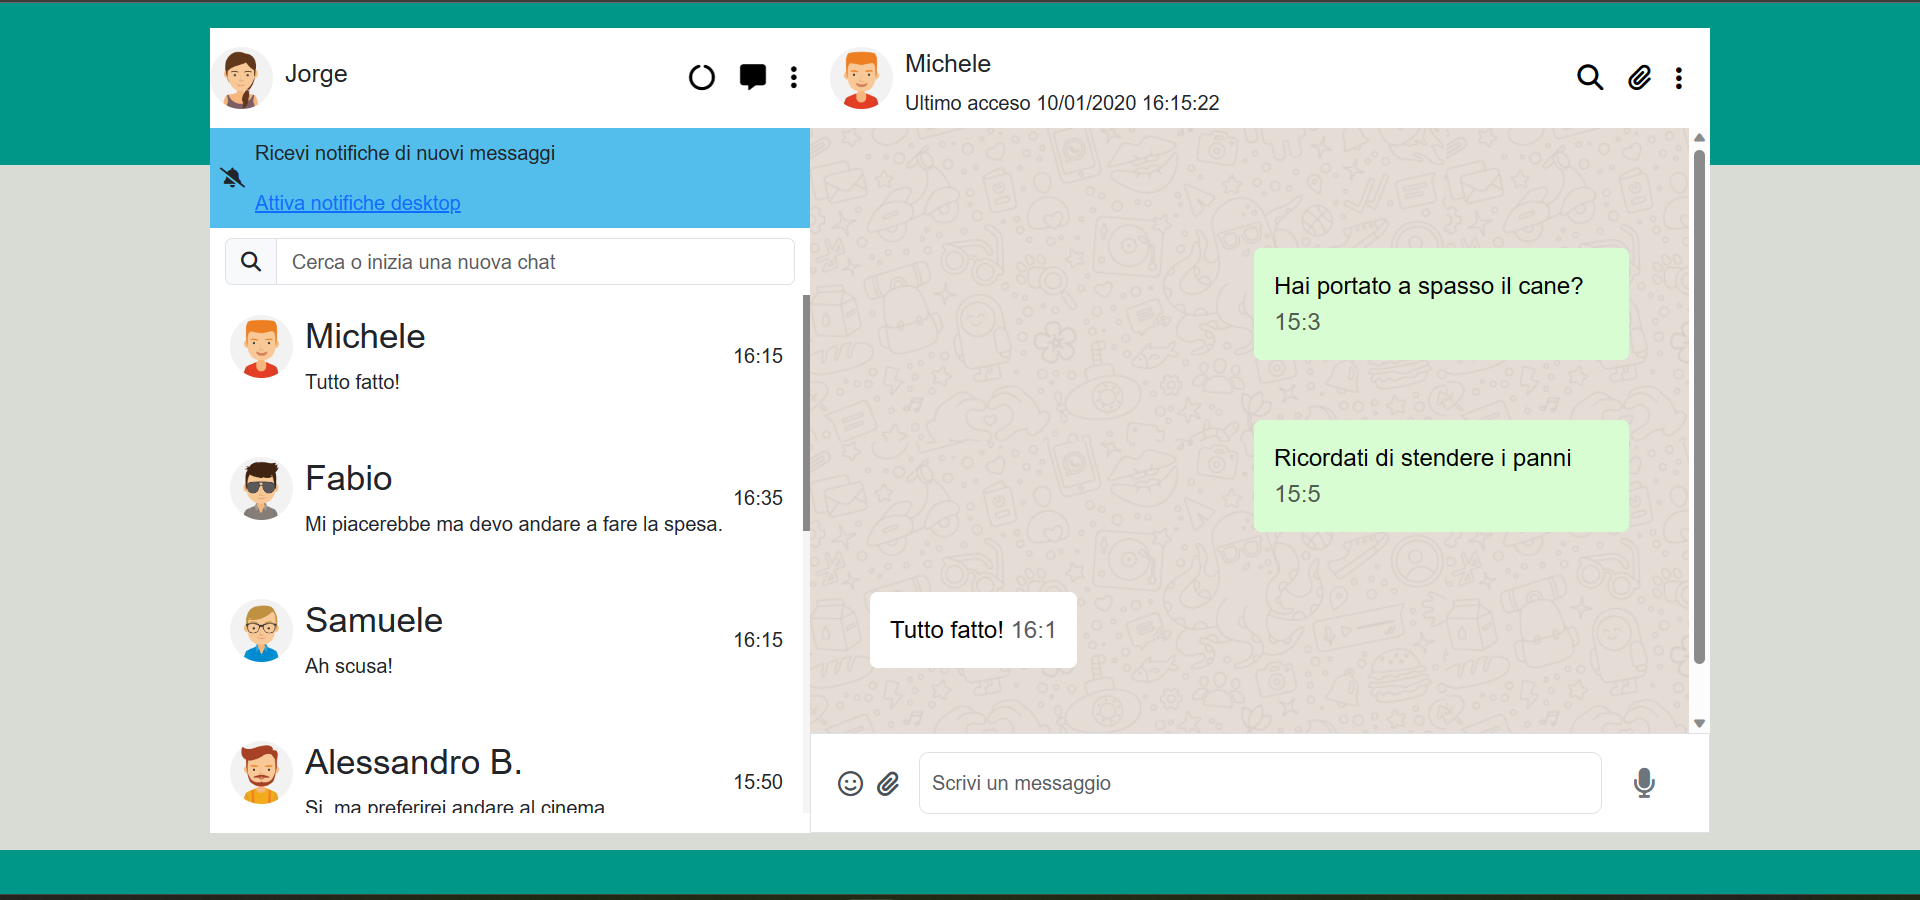 Jorge
Ricevi notifiche di nuovi messaggi
Attiva notifiche desktop
Cerca o inizia una nuova chat
Michele
16:15
Tutto fatto!
Fabio
16:35
Mi piacerebbe ma devo andare a fare la spesa.
Samuele
16:15
Ah scusa!
Alessandro B.
15:50
Si, ma preferirei andare al cinema
Michele
Ultimo acceso 10/01/2020 16:15:22
Hai portato a spasso il cane?
15:3
Ricordati di stendere i panni
15:5
Tutto fatto! 16:1
Scrivi un messaggio